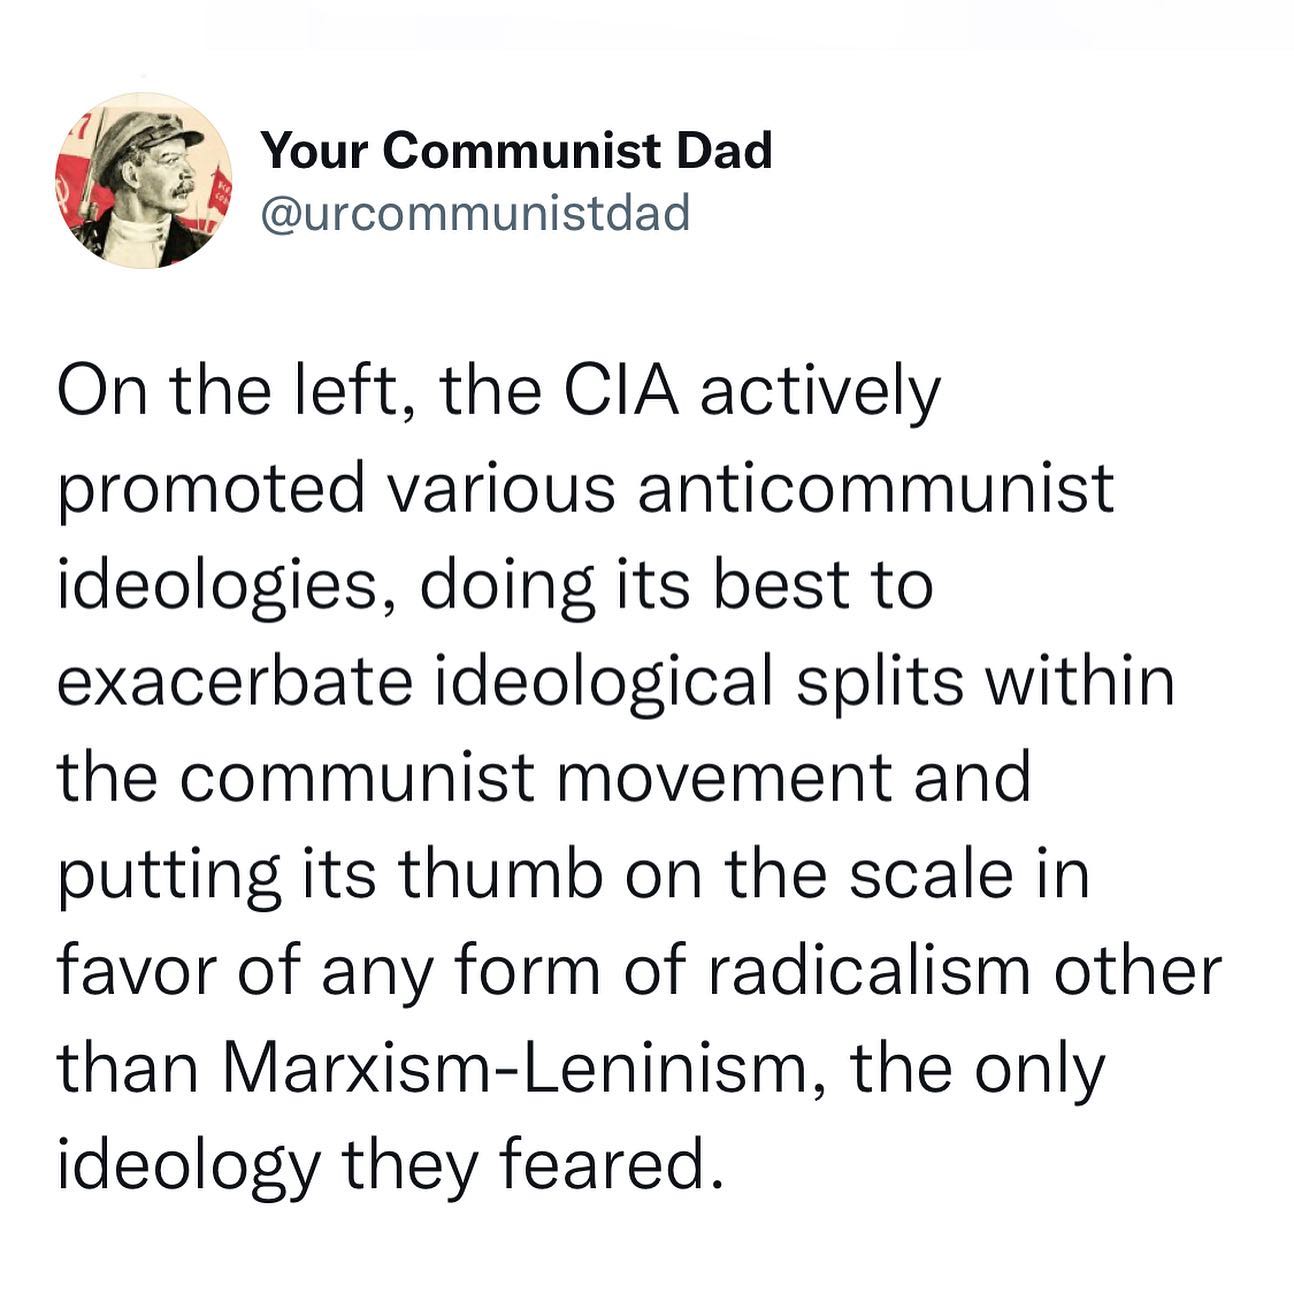 Your Communist Dad
@urcommunistdad
On the left, the CIA actively
promoted various anticommunist
ideologies, doing its best to
exacerbate ideological splits within
the communist movement and
putting its thumb on the scale in
favor of any form of radicalism other
than Marxism-Leninism, the only
ideology they feared.